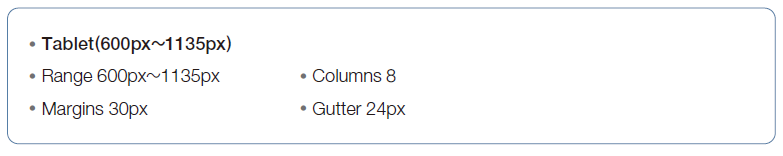 • Tablet(600px~1135px)
• Range 600px~1135px • Columns 8
• Margins 30px • Gutter 24px